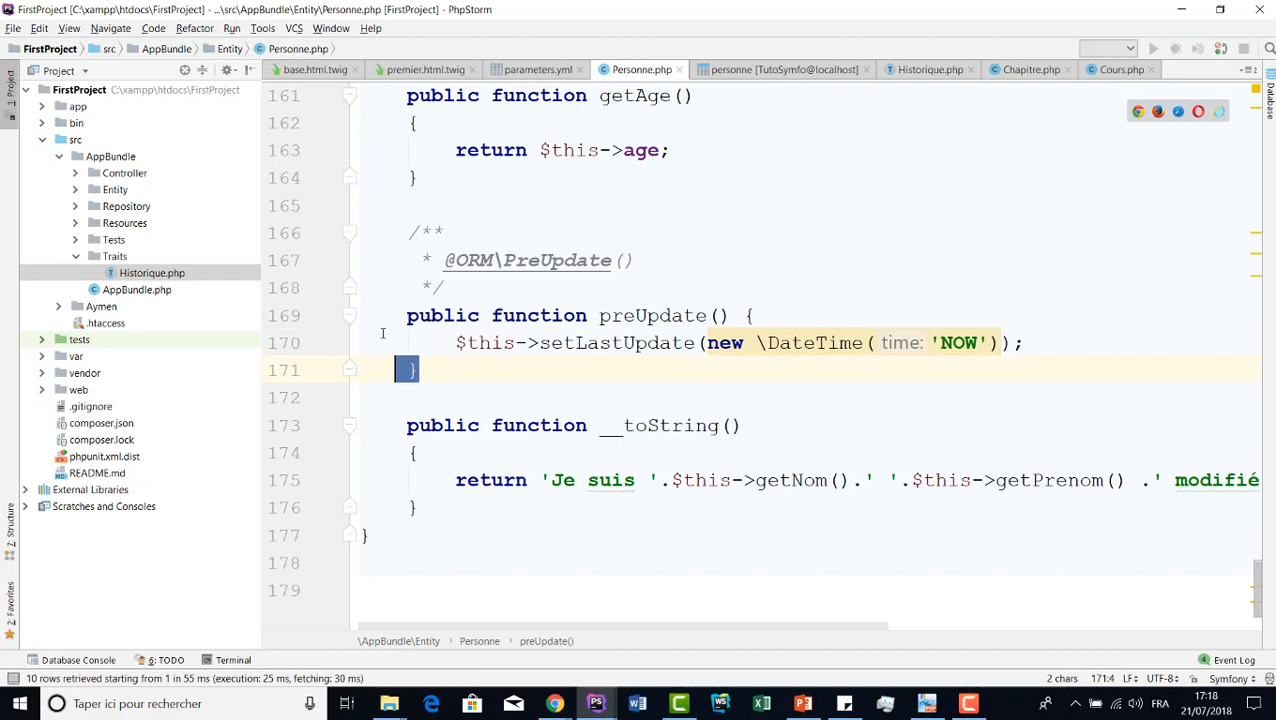 FirstProject [C:\xampp\htdocs\FirstProject] - ...\src\AppBundle\Entity\Personne.php [FirstProject] - PhpStorm
File Edit View Navigate Code Refactor Run Tools VCS Window Help
FirstProject src AppBundle Entity Personne.php
Project
base.html.twig premier.html.twig parameters.yml Personne.php personne [TutoSymfo@localhost] Historique.php Chapitre.php Cours.php
1: Project
Database
FirstProject C:\xampp\htdocs\FirstProject
app
bin
src
AppBundle
Controller
Entity
Repository
Resources
Tests
Traits
Historique.php
AppBundle.php
Aymen
.htaccess
tests
var
vendor
web
.gitignore
composer.json
composer.lock
phpunit.xml.dist
README.md
External Libraries
Scratches and Consoles
7: Structure
2: Favorites
161 public function getAge()
162 {
163 return $this->age;
164 }
165
166 /**
167 * @ORM\PreUpdate()
168 */
169 public function preUpdate() {
170 $this->setLastUpdate(new \DateTime( time: 'NOW'));
171 }
172
173 public function __toString()
174 {
175 return 'Je suis '.$this->getNom().' '.$this->getPrenom() .' modifié
176 }
177 }
178
179
\AppBundle\Entity Personne preUpdate()
Database Console 6: TODO Terminal 4 Event Log
10 rows retrieved starting from 1 in 55 ms (execution: 25 ms, fetching: 30 ms) 2 chars 171:4 LF÷ UTF-8÷ Symfony÷
Taper ici pour rechercher FRA 17:18
21/07/2018